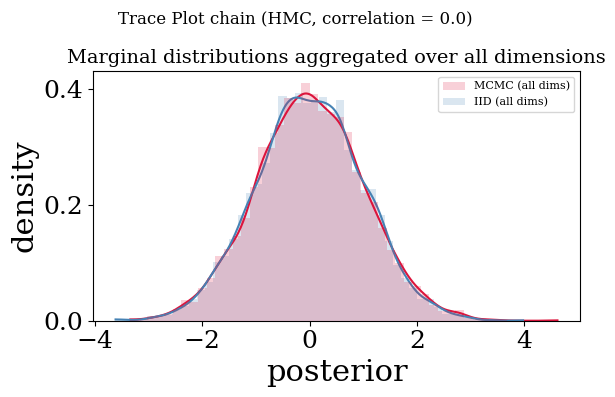 Trace Plot chain (HMC, correlation = 0.0)
Marginal distributions aggregated over all dimensions
MCMC (all dims)
IID (all dims)
density
0.4
0.2
0.0
−4
−2
0
2
4
posterior